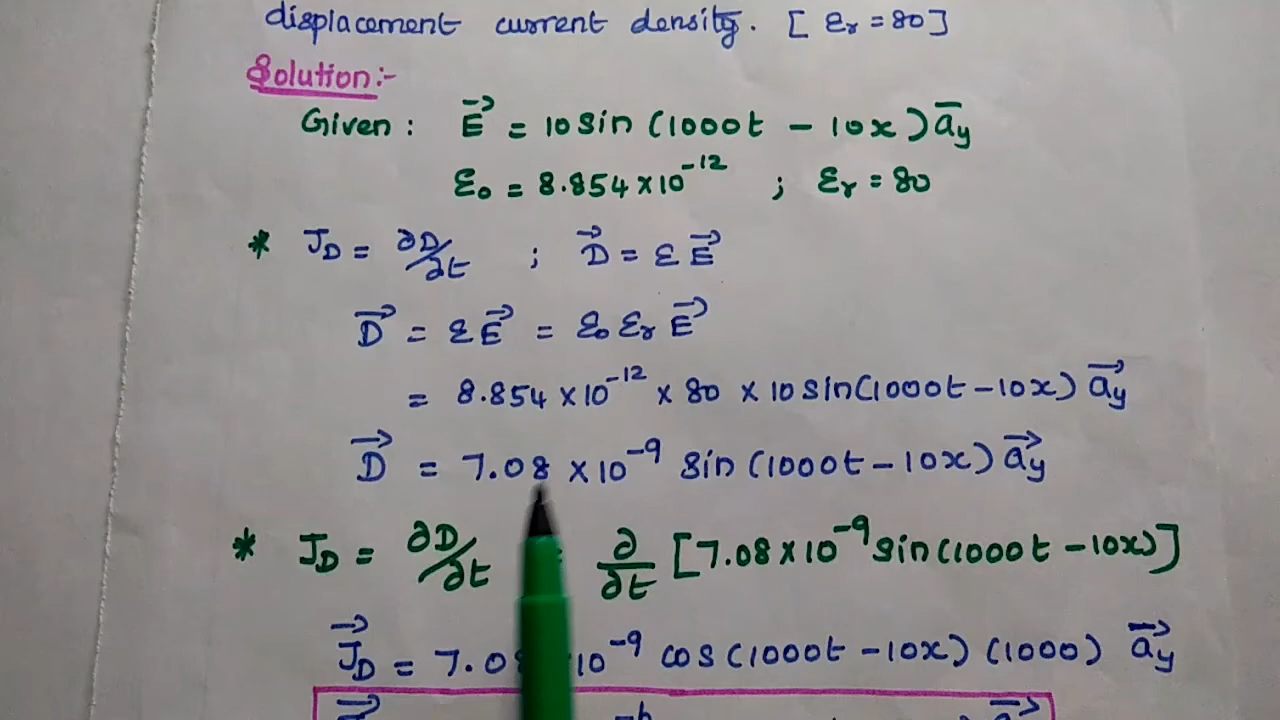 displacement current density. [ εr = 80 ]
Solution:-
Given : E⃗ = 10 sin (1000t - 10x) a̅y
ε0 = 8.854 × 10⁻¹² ; εr = 80
* JD = ∂D/∂t ; D⃗ = ε E⃗
D⃗ = ε E⃗ = ε0 εr E⃗
= 8.854 × 10⁻¹² × 80 × 10 sin(1000t - 10x) a⃗y
D⃗ = 7.08 × 10⁻⁹ sin (1000t - 10x) a⃗y
* JD = ∂D/∂t = ∂/∂t [7.08 × 10⁻⁹ sin(1000t - 10x)]
J⃗D = 7.0 10⁻⁹ cos (1000t - 10x) (1000) a⃗y